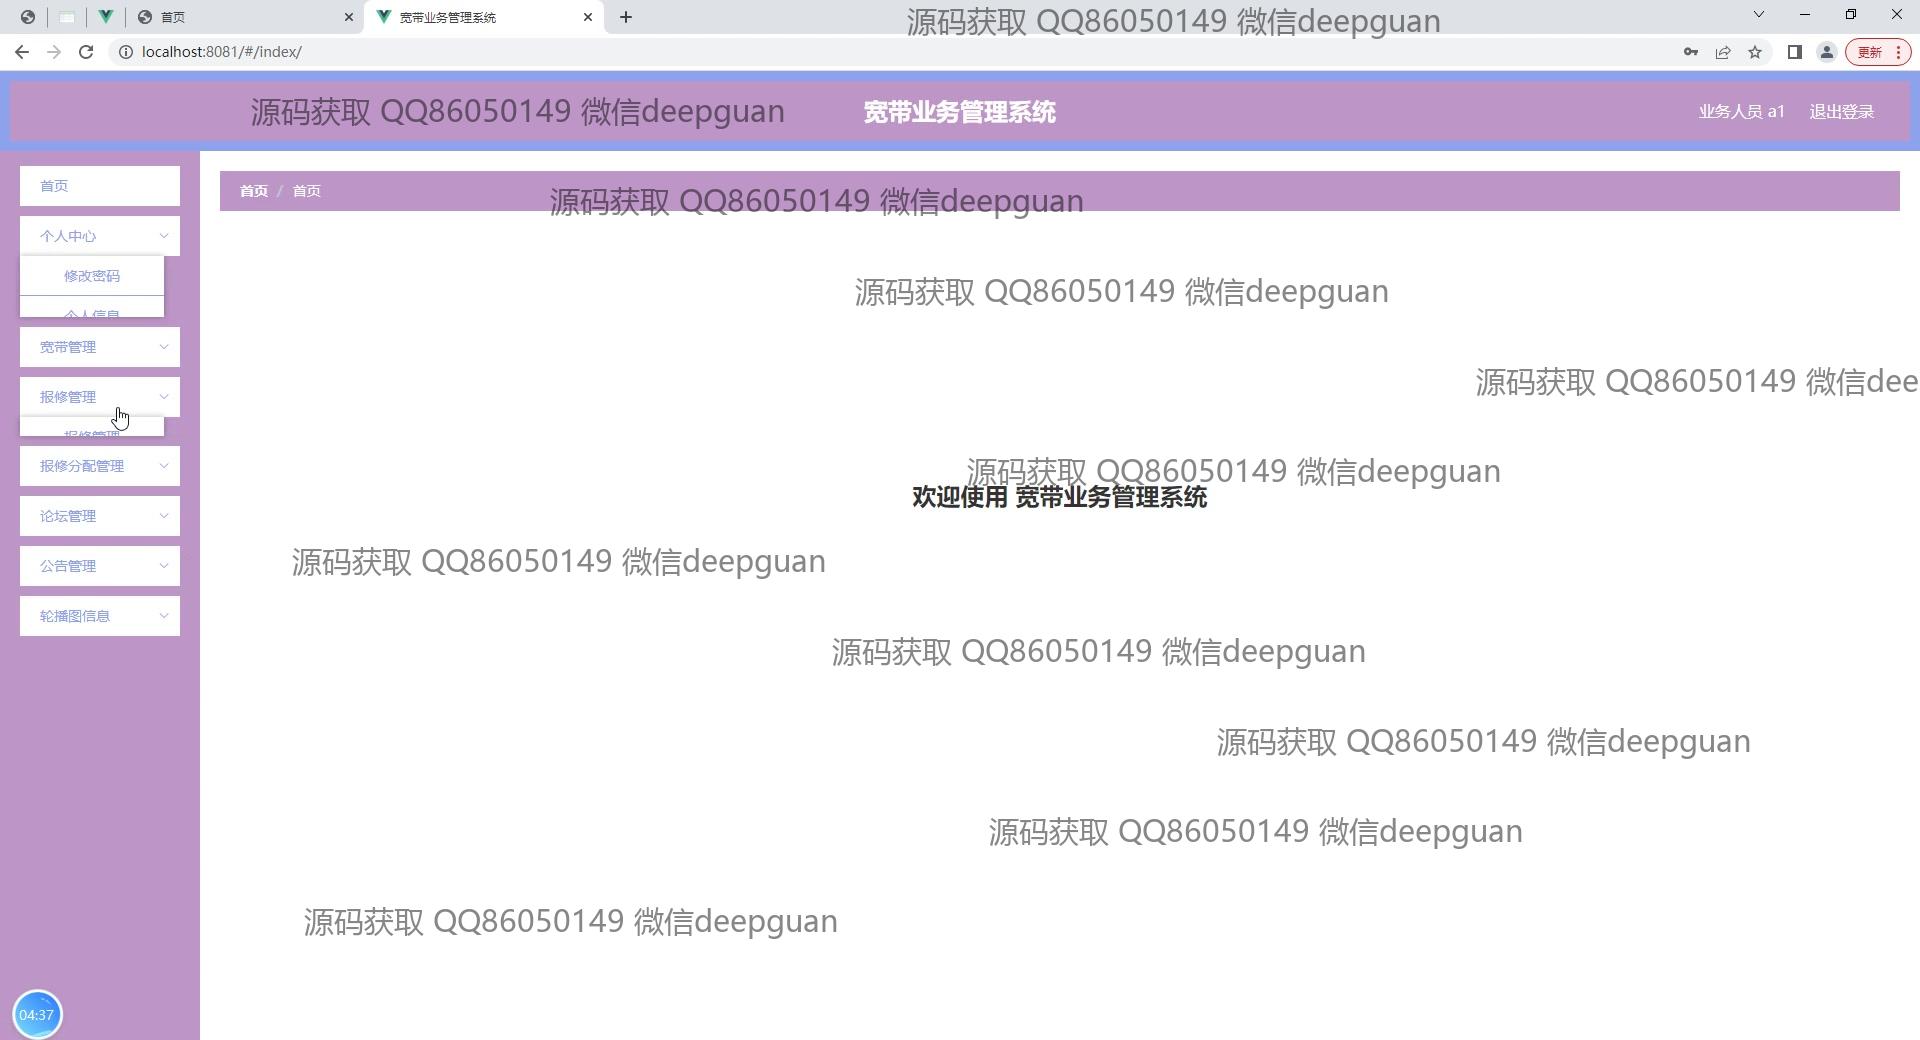 首页
宽带业务管理系统
源码获取 QQ86050149 微信deepguan
localhost:8081/#/index/
更新
源码获取 QQ86050149 微信deepguan
宽带业务管理系统
业务人员 a1
退出登录
首页
首页 / 首页
源码获取 QQ86050149 微信deepguan
个人中心
修改密码
源码获取 QQ86050149 微信deepguan
个人信息
宽带管理
源码获取 QQ86050149 微信dee
报修管理
报修管理
报修分配管理
源码获取 QQ86050149 微信deepguan
欢迎使用 宽带业务管理系统
论坛管理
源码获取 QQ86050149 微信deepguan
公告管理
轮播图信息
源码获取 QQ86050149 微信deepguan
源码获取 QQ86050149 微信deepguan
源码获取 QQ86050149 微信deepguan
源码获取 QQ86050149 微信deepguan
04:37